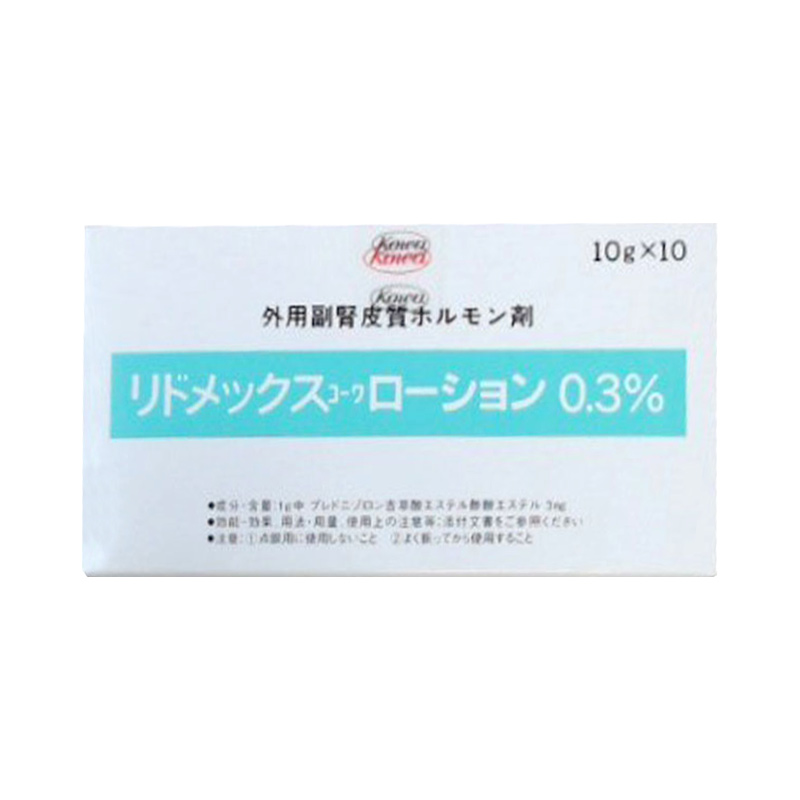 Kowa
Kowa
10g×10
Kowa
外用副腎皮質ホルモン剤
リドメックスコーワローション 0.3%
●成分・含量:1g中 プレドニゾロン吉草酸エステル酢酸エステル 3mg
●効能・効果、用法・用量、使用上の注意等:添付文書をご参照ください
●注意:①点眼用に使用しないこと ②よく振ってから使用すること